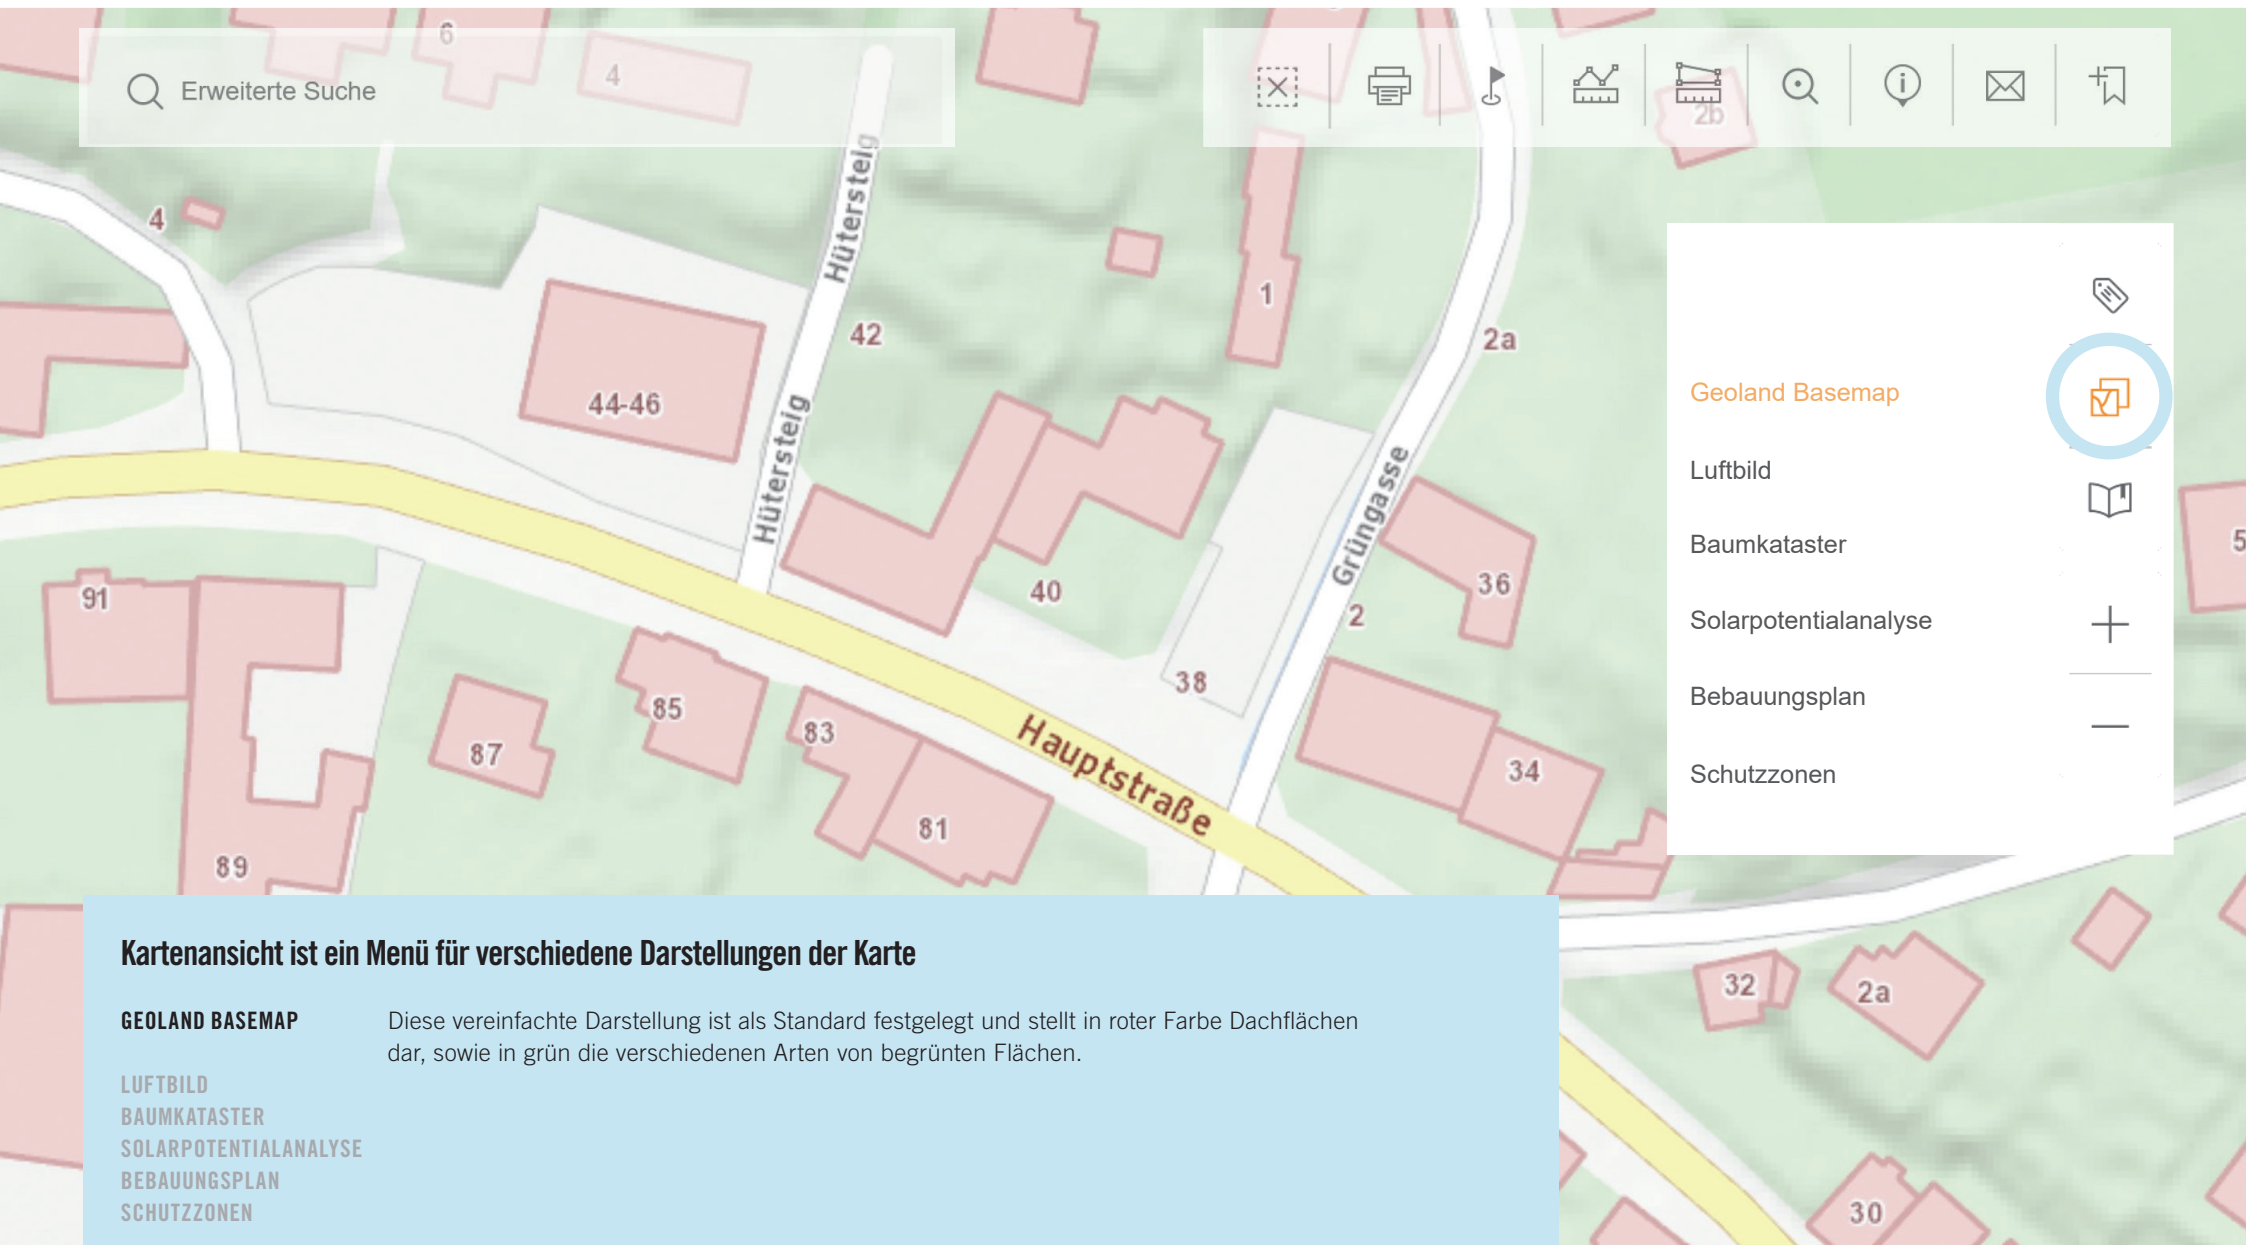 6
4
Erweiterte Suche
2b
Hütersteig
4
1
42
2a
44-46
Geoland Basemap
Hütersteig
Grüngasse
Luftbild
Baumkataster
5
91
40
36
2
Solarpotentialanalyse
38
85
Bebauungsplan
83
87
Hauptstraße
34
Schutzzonen
81
89
Kartenansicht ist ein Menü für verschiedene Darstellungen der Karte
32
2a
GEOLAND BASEMAP
Diese vereinfachte Darstellung ist als Standard festgelegt und stellt in roter Farbe Dachflächen
dar, sowie in grün die verschiedenen Arten von begrünten Flächen.
LUFTBILD
BAUMKATASTER
SOLARPOTENTIALANALYSE
BEBAUUNGSPLAN
SCHUTZZONEN
30